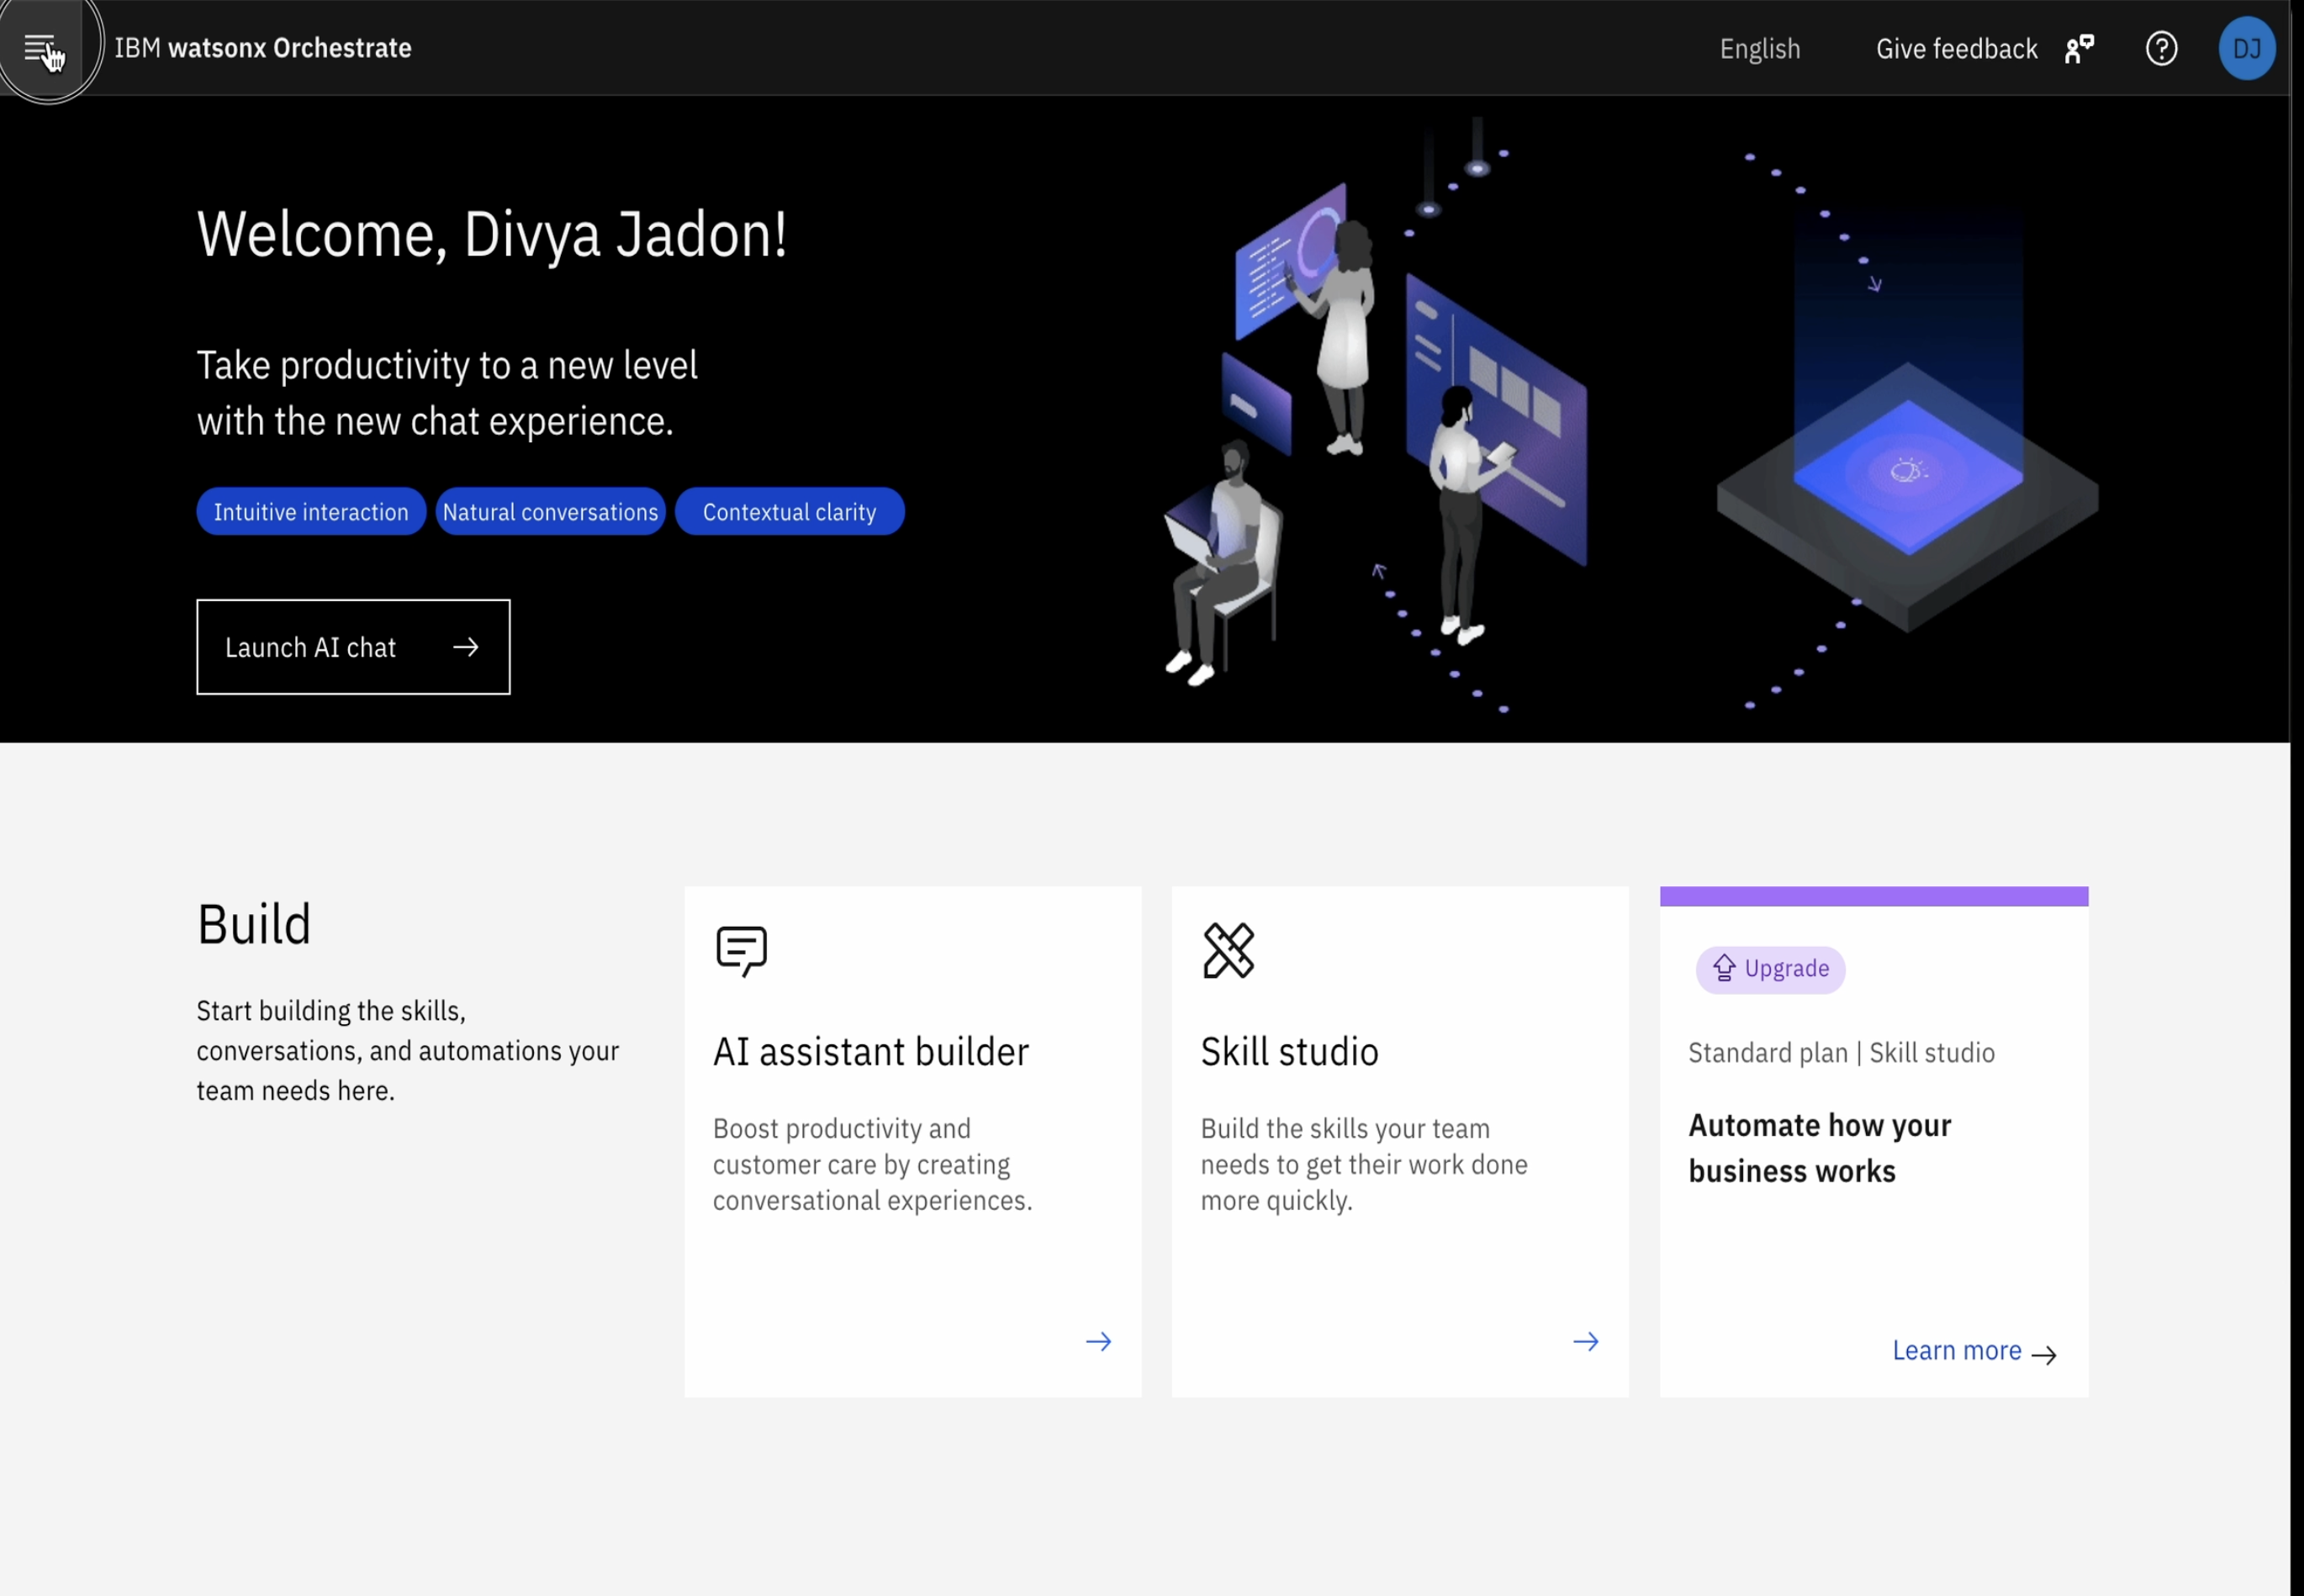 IBM watsonx Orchestrate
English
Give feedback
DJ
Welcome, Divya Jadon!
Take productivity to a new level
with the new chat experience.
Intuitive interaction
Natural conversations
Contextual clarity
Launch AI chat
Build
Start building the skills,
conversations, and automations your
team needs here.
AI assistant builder
Boost productivity and
customer care by creating
conversational experiences.
Skill studio
Build the skills your team
needs to get their work done
more quickly.
Upgrade
Standard plan | Skill studio
Automate how your
business works
Learn more